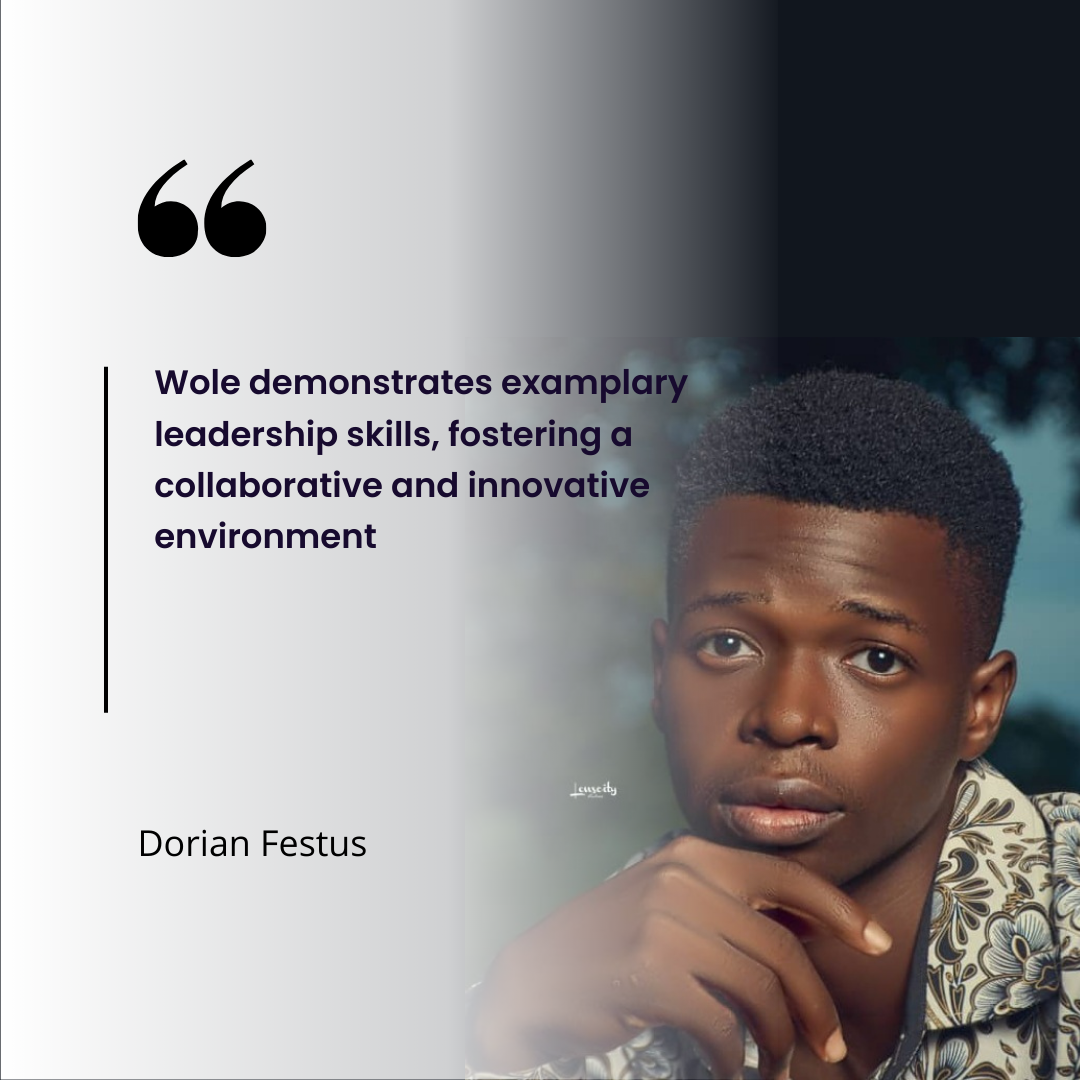 Wole demonstrates examplary
leadership skills, fostering a
collaborative and innovative
environment
Dorian Festus